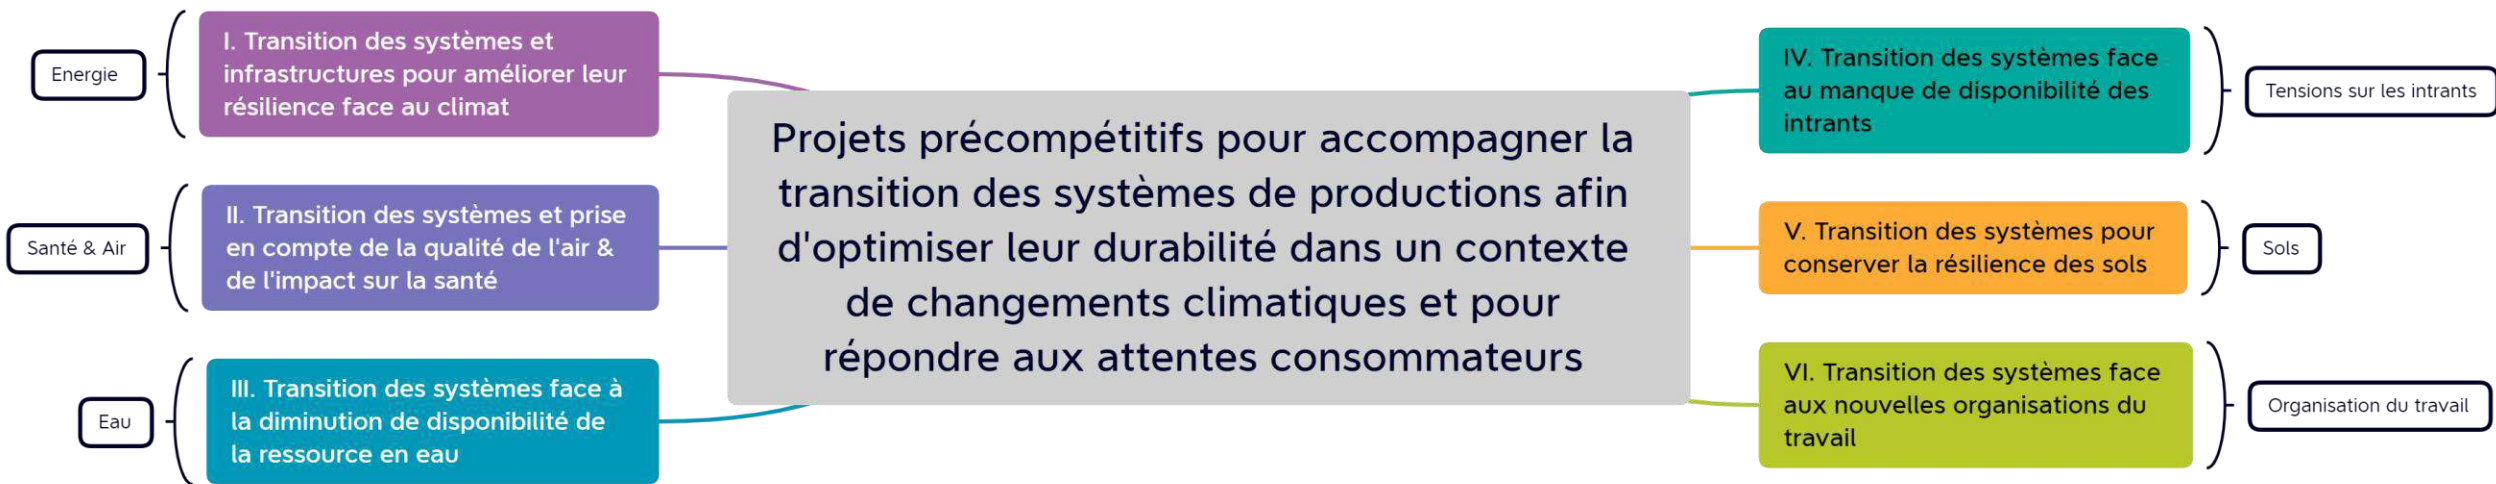 Energie
I. Transition des systèmes et
infrastructures pour améliorer leur
résilience face au climat
Santé & Air
II. Transition des systèmes et prise
en compte de la qualité de l'air &
de l'impact sur la santé
Eau
III. Transition des systèmes face à
la diminution de disponibilité de
la ressource en eau
Projets précompétitifs pour accompagner la
transition des systèmes de productions afin
d'optimiser leur durabilité dans un contexte
de changements climatiques et pour
répondre aux attentes consommateurs
IV. Transition des systèmes face
au manque de disponibilité des
intrants
Tensions sur les intrants
V. Transition des systèmes pour
conserver la résilience des sols
Sols
VI. Transition des systèmes face
aux nouvelles organisations du
travail
Organisation du travail